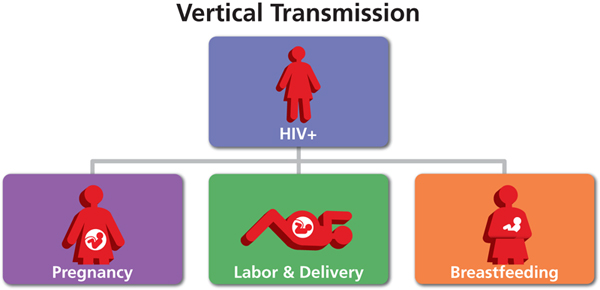 Vertical Transmission
HIV+
Pregnancy
Labor & Delivery
Breastfeeding